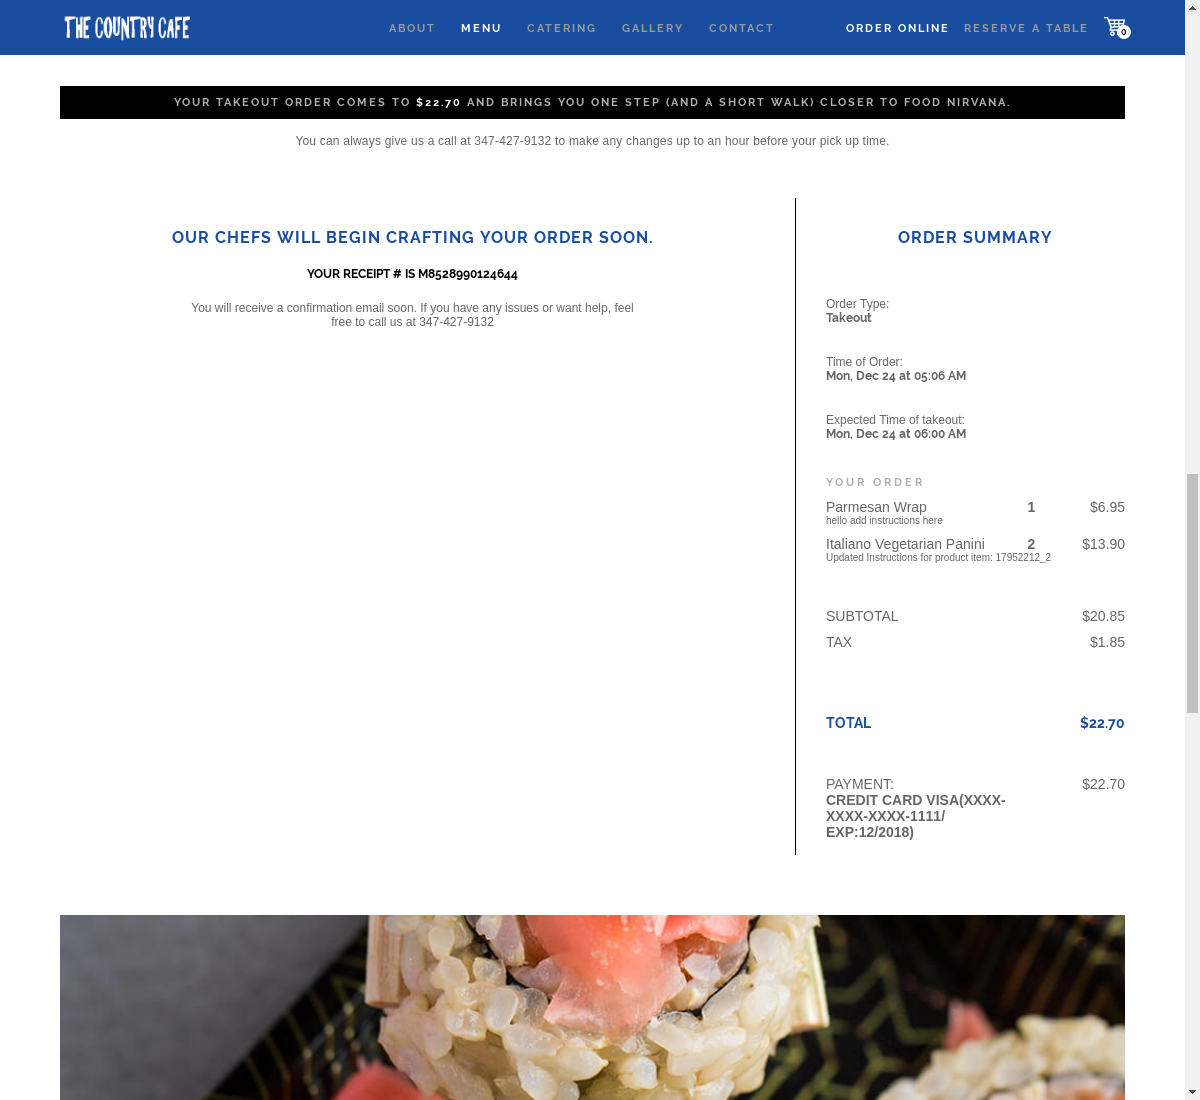 THE COUNTRY CAFE
ABOUT MENU CATERING GALLERY CONTACT ORDER ONLINE RESERVE A TABLE 0
YOUR TAKEOUT ORDER COMES TO $22.70 AND BRINGS YOU ONE STEP (AND A SHORT WALK) CLOSER TO FOOD NIRVANA.
You can always give us a call at 347-427-9132 to make any changes up to an hour before your pick up time.
OUR CHEFS WILL BEGIN CRAFTING YOUR ORDER SOON.
YOUR RECEIPT # IS M8528990124644
You will receive a confirmation email soon. If you have any issues or want help, feel
free to call us at 347-427-9132
ORDER SUMMARY
Order Type:
Takeout
Time of Order:
Mon, Dec 24 at 05:06 AM
Expected Time of takeout:
Mon, Dec 24 at 06:00 AM
YOUR ORDER
Parmesan Wrap 1 $6.95
hello add instructions here
Italiano Vegetarian Panini 2 $13.90
Updated Instructions for product item: 17952212_2
SUBTOTAL $20.85
TAX $1.85
TOTAL $22.70
PAYMENT: $22.70
CREDIT CARD VISA(XXXX-
XXXX-XXXX-1111/
EXP:12/2018)